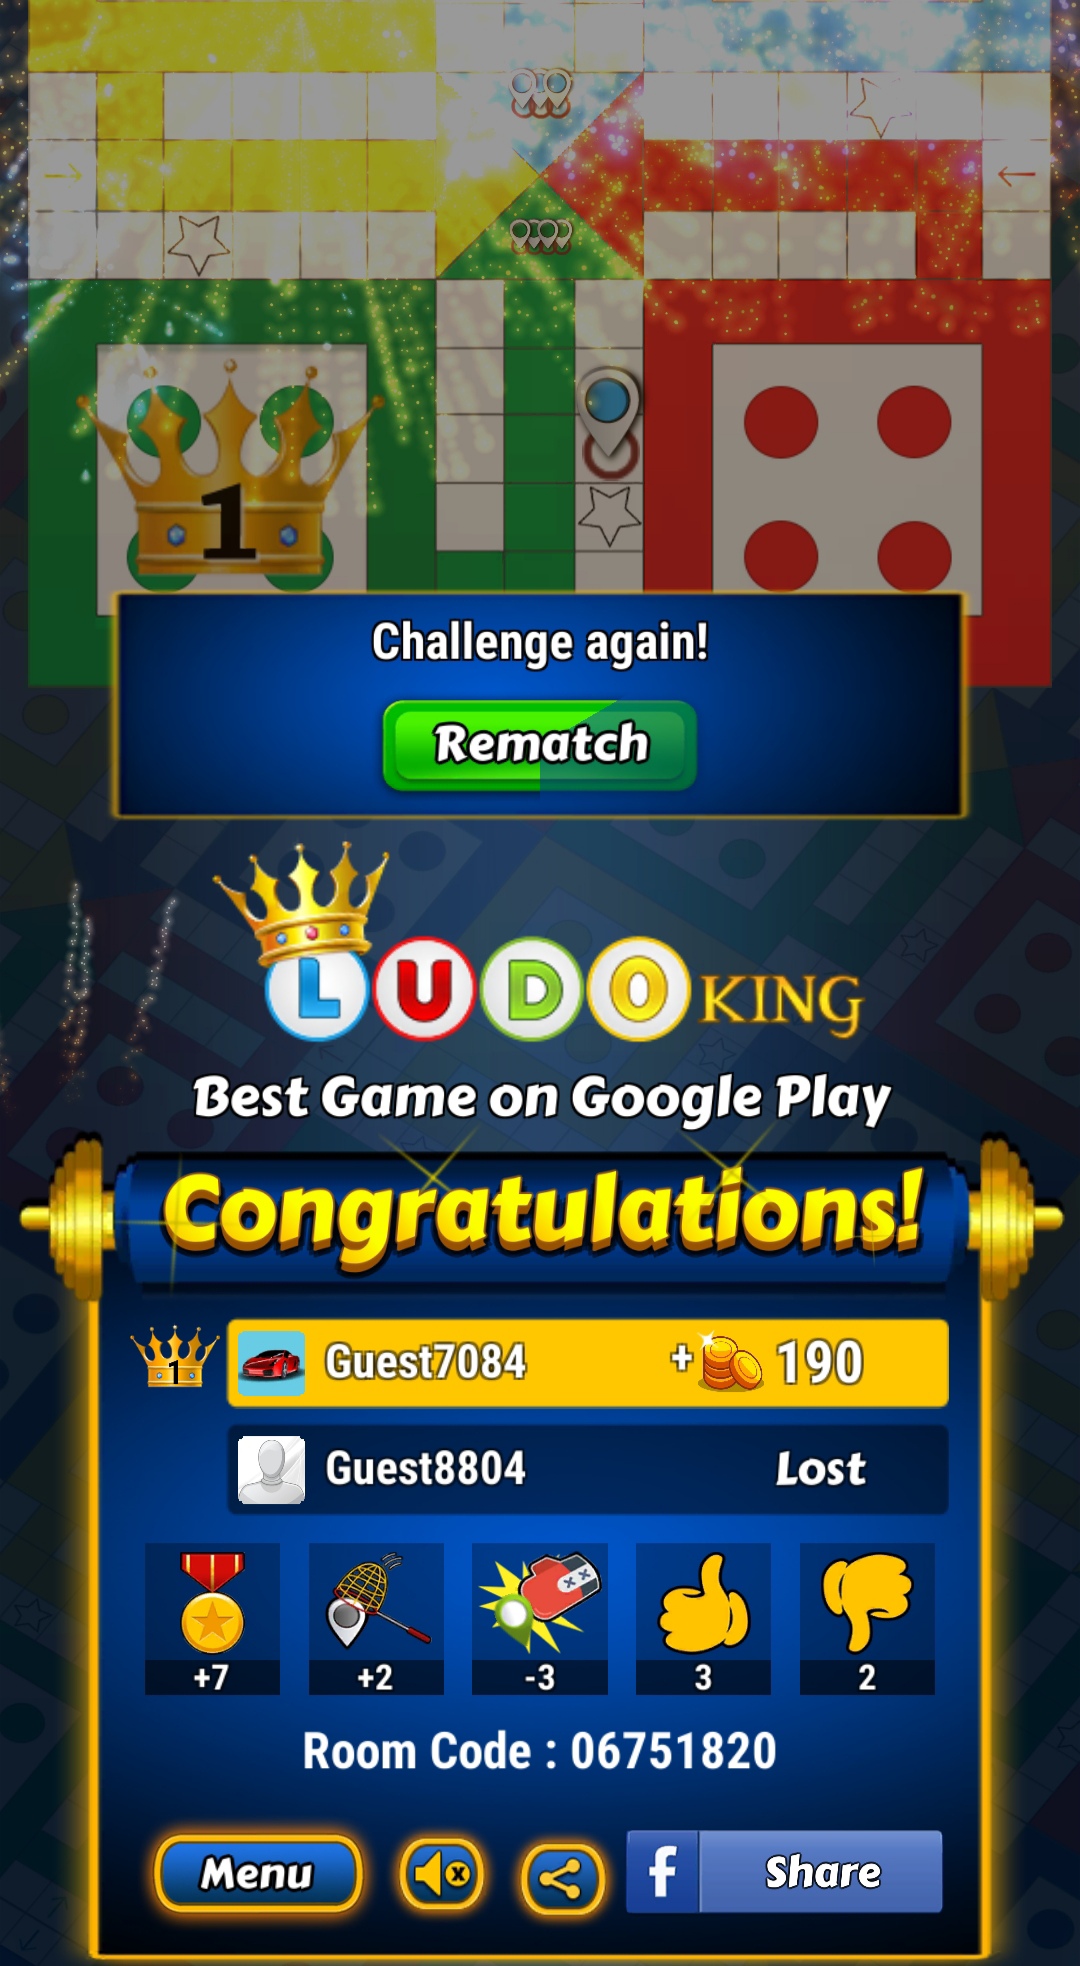 1
Challenge again!
Rematch
LUDO KING
Best Game on Google Play
Congratulations!
1 Guest7084 + 190
Guest8804 Lost
+7 +2 -3 3 2
Room Code : 06751820
Menu x f Share